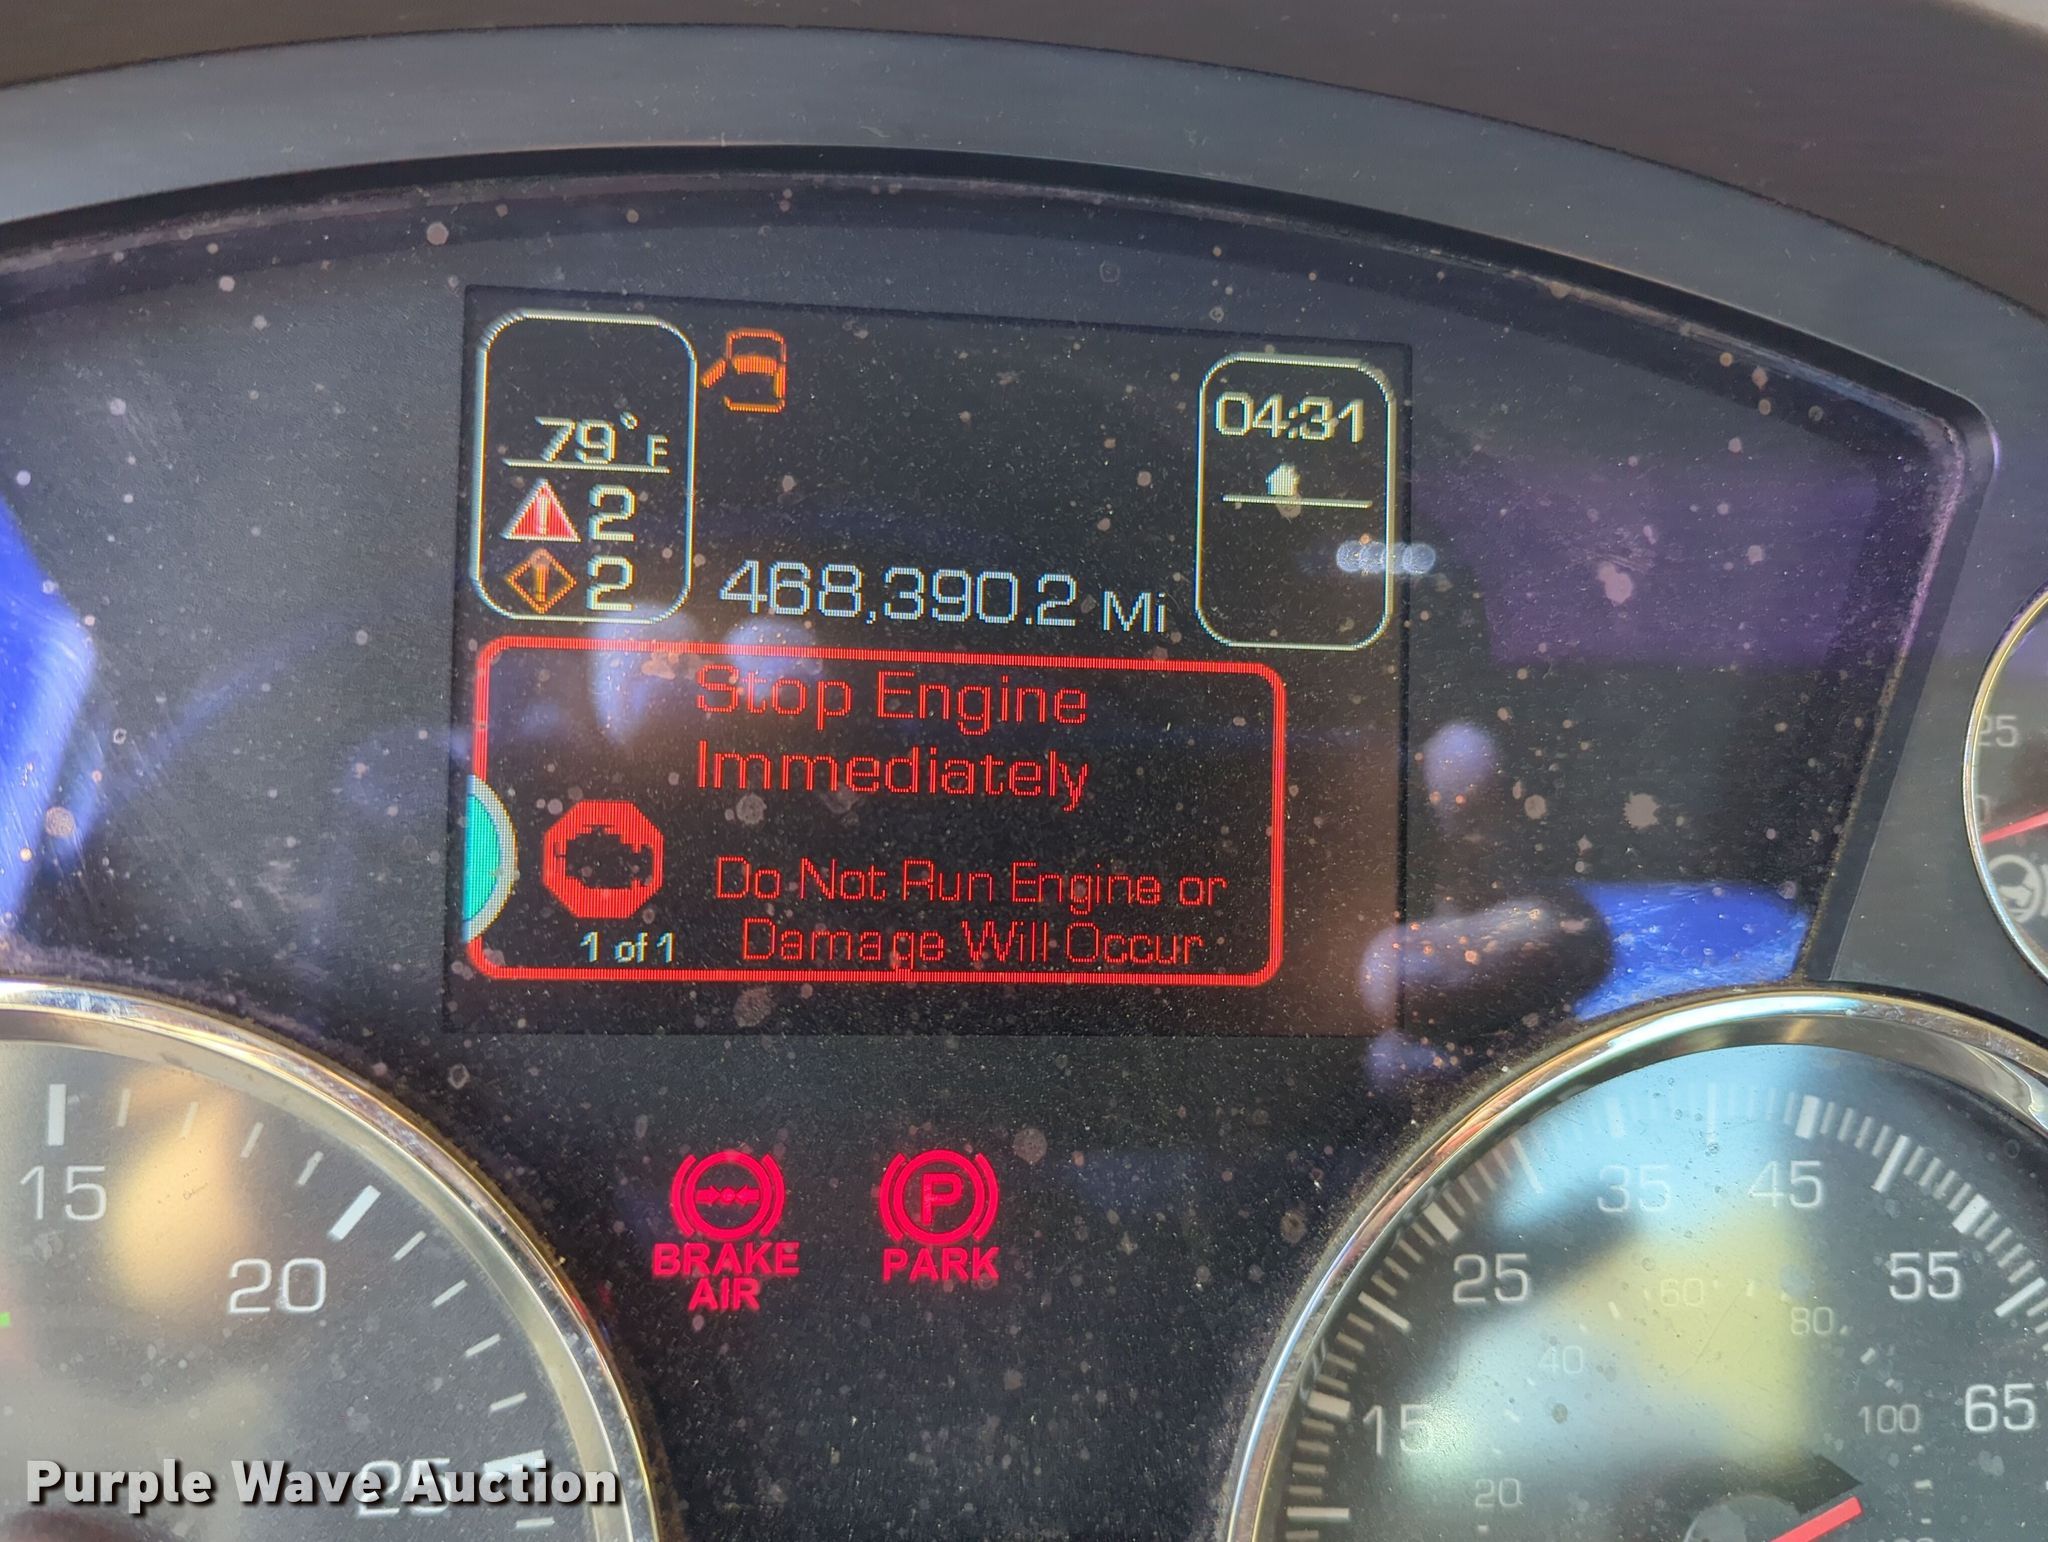 79°F
2
2
04:31
468,390.2 Mi
Stop Engine
Immediately
Do Not Run Engine or
Damage Will Occur
1 of 1
BRAKE
AIR
PARK
P
15
20
25
15
25
35
45
55
65
20
40
60
80
100
25
0
Purple Wave Auction